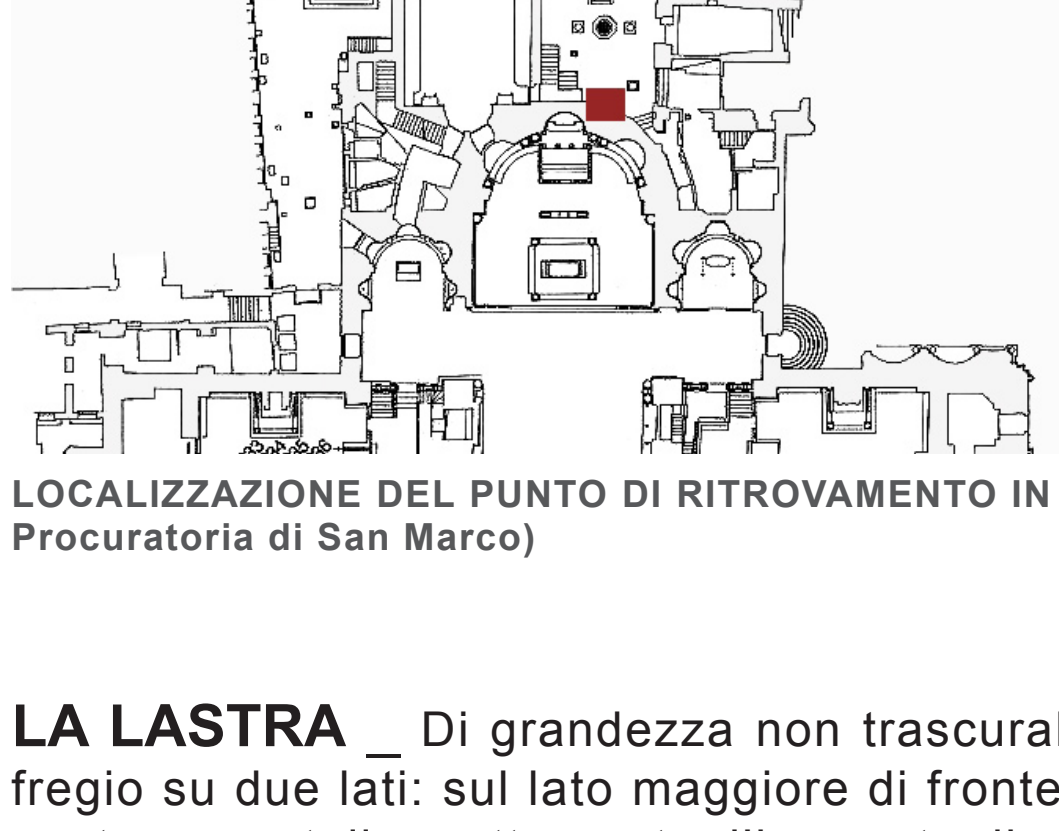 LOCALIZZAZIONE DEL PUNTO DI RITROVAMENTO IN
Procuratoria di San Marco)
LA LASTRA _ Di grandezza non
fregio su due lati: sul lato maggiore di fronte